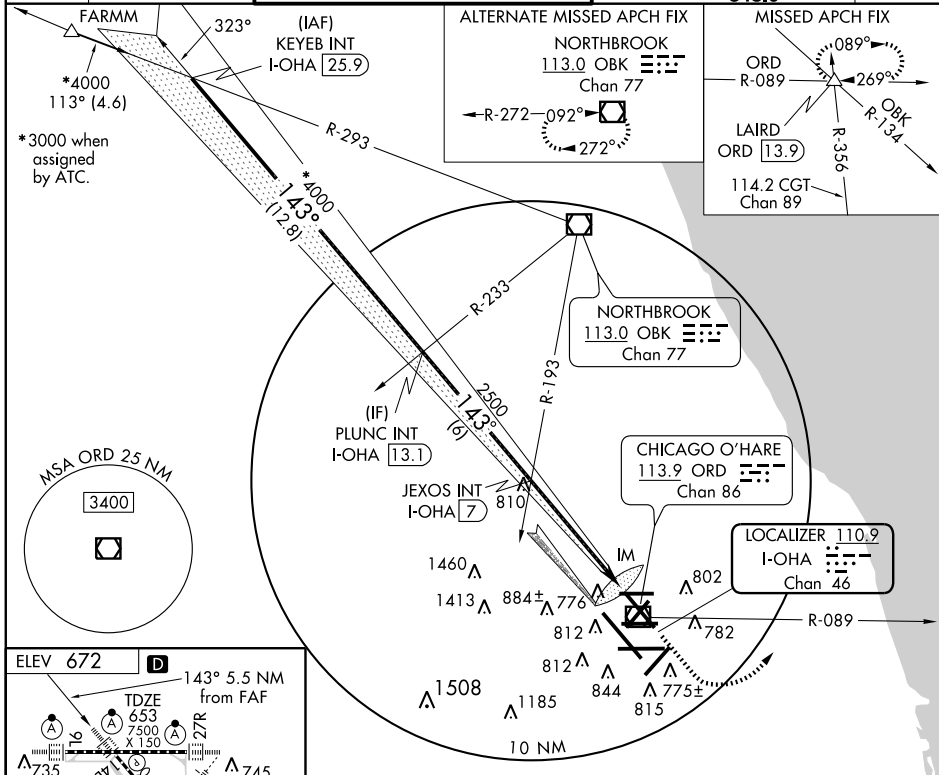 FARMM
323°
(IAF)
KEYEB INT
I-OHA 25.9
*4000
113° (4.6)
*3000 when
assigned
by ATC.
R-293
*4000
143°
(12.8)
ALTERNATE MISSED APCH FIX
NORTHBROOK
113.0 OBK
Chan 77
R-272
092°
272°
MISSED APCH FIX
089°
ORD
R-089
269°
OBK
R-134
LAIRD
ORD 13.9
R-356
114.2 CGT
Chan 89
R-233
NORTHBROOK
113.0 OBK
Chan 77
R-193
2500
143°
(6)
(IF)
PLUNC INT
I-OHA 13.1
MSA ORD 25 NM
3400
JEXOS INT
I-OHA 7
810
CHICAGO O'HARE
113.9 ORD
Chan 86
LOCALIZER 110.9
I-OHA
Chan 46
IM
1460
1413
884±
776
802
R-089
812
782
812
844
775±
815
1508
1185
10 NM
ELEV 672
D
143° 5.5 NM
from FAF
TDZE
653
7500
X 150
A
A
A
9L
27R
735
745
14L
P